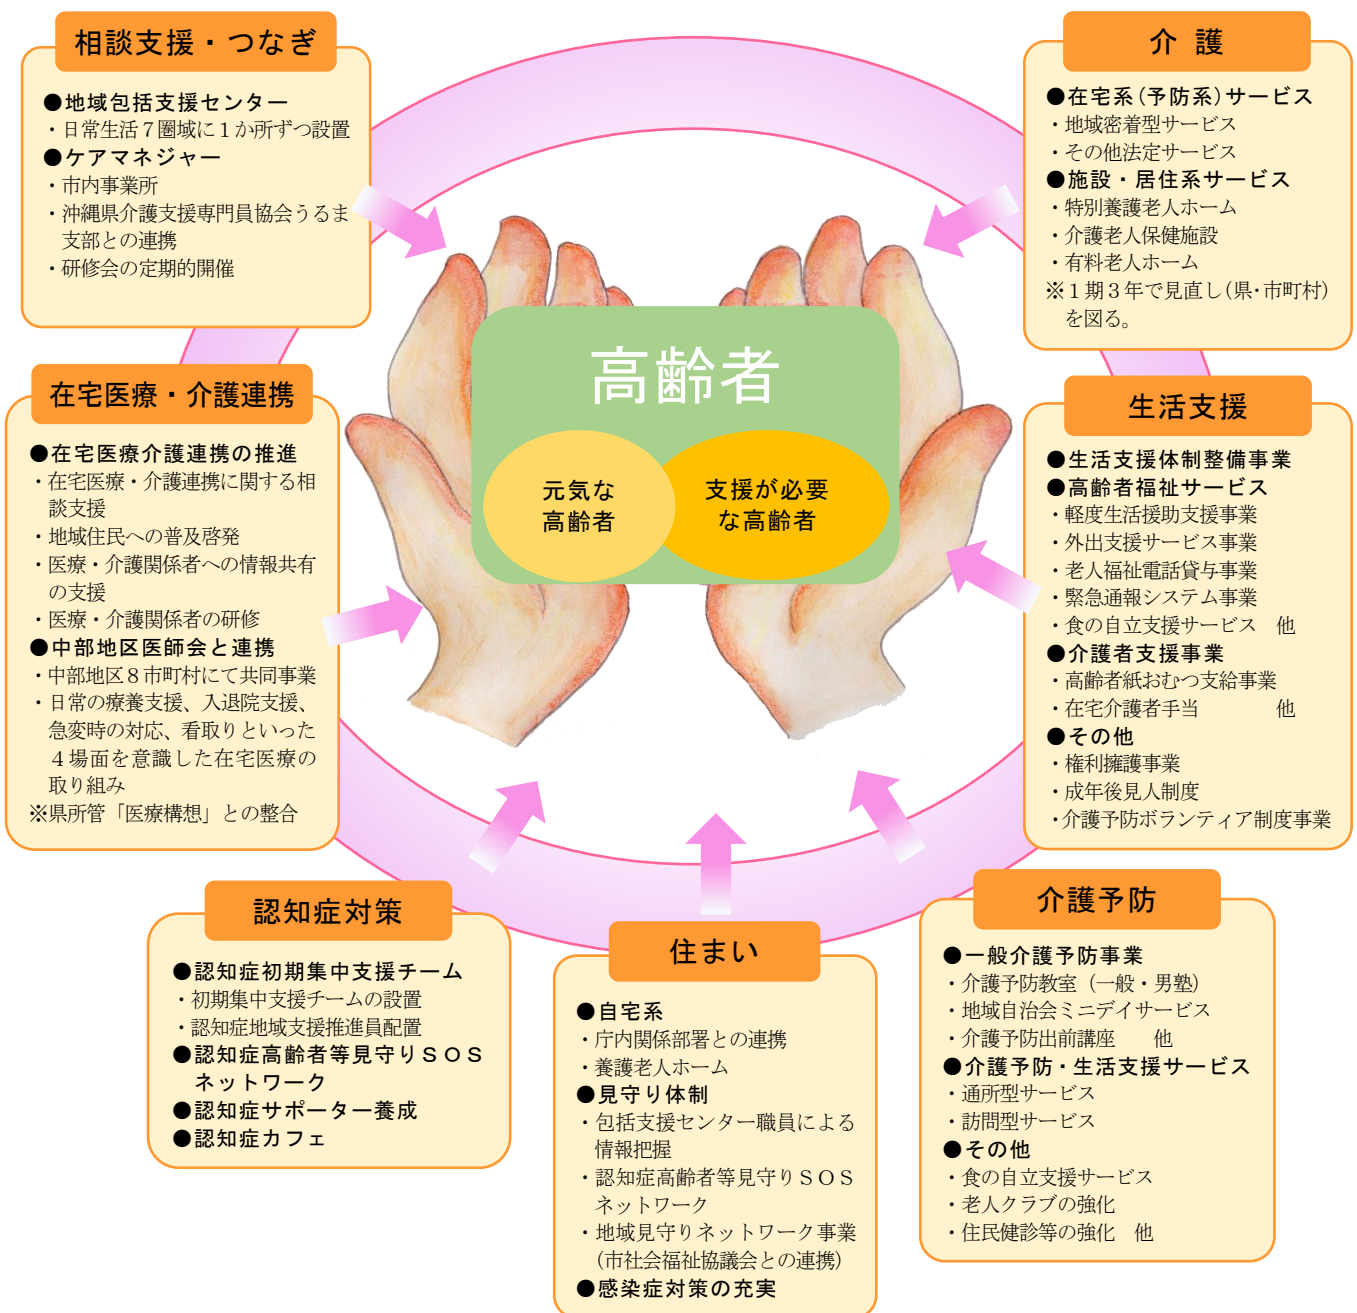 相談支援・つなぎ
●地域包括支援センター
・日常生活７圏域に１か所ずつ設置
●ケアマネジャー
・市内事業所
・沖縄県介護支援専門員協会うるま
支部との連携
・研修会の定期的開催
介 護
●在宅系(予防系)サービス
・地域密着型サービス
・その他法定サービス
●施設・居住系サービス
・特別養護老人ホーム
・介護老人保健施設
・有料老人ホーム
※１期３年で見直し(県・市町村)
を図る。
高齢者
元気な
高齢者
支援が必要
な高齢者
在宅医療・介護連携
●在宅医療介護連携の推進
・在宅医療・介護連携に関する相
談支援
・地域住民への普及啓発
・医療・介護関係者への情報共有
の支援
・医療・介護関係者の研修
●中部地区医師会と連携
・中部地区８市町村にて共同事業
・日常の療養支援、入退院支援、
急変時の対応、看取りといった
４場面を意識した在宅医療の
取り組み
※県所管「医療構想」との整合
生活支援
●生活支援体制整備事業
●高齢者福祉サービス
・軽度生活援助支援事業
・外出支援サービス事業
・老人福祉電話貸与事業
・緊急通報システム事業
・食の自立支援サービス　他
●介護者支援事業
・高齢者紙おむつ支給事業
・在宅介護者手当　　　他
●その他
・権利擁護事業
・成年後見人制度
・介護予防ボランティア制度事業
認知症対策
●認知症初期集中支援チーム
・初期集中支援チームの設置
・認知症地域支援推進員配置
●認知症高齢者等見守りＳＯＳ
ネットワーク
●認知症サポーター養成
●認知症カフェ
住まい
●自宅系
・庁内関係部署との連携
・養護老人ホーム
●見守り体制
・包括支援センター職員による
情報把握
・認知症高齢者等見守りＳＯＳ
ネットワーク
・地域見守りネットワーク事業
(市社会福祉協議会との連携)
●感染症対策の充実
介護予防
●一般介護予防事業
・介護予防教室（一般・男塾）
・地域自治会ミニデイサービス
・介護予防出前講座　　他
●介護予防・生活支援サービス
・通所型サービス
・訪問型サービス
●その他
・食の自立支援サービス
・老人クラブの強化
・住民健診等の強化　他